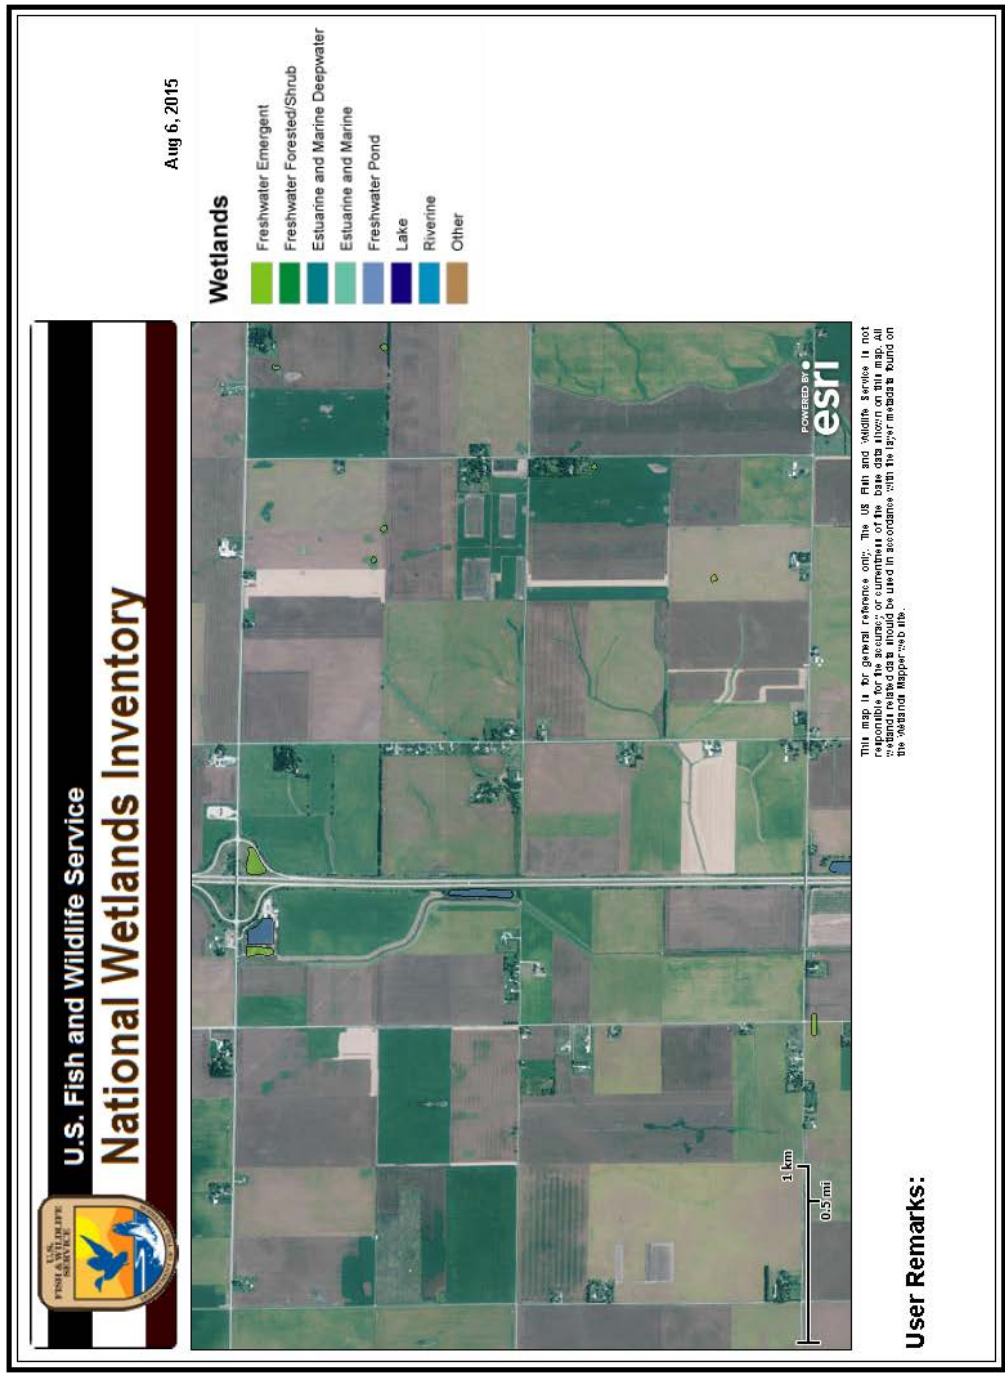 U.S. Fish and Wildlife Service
National Wetlands Inventory
U.S.
FISH & WILDLIFE
SERVICE
Aug 6, 2015
Wetlands
Freshwater Emergent
Freshwater Forested/Shrub
Estuarine and Marine Deepwater
Estuarine and Marine
Freshwater Pond
Lake
Riverine
Other
1 km
0.5 mi
POWERED BY
esri
This map is for general reference only. The US Fish and Wildlife Service is not
responsible for the accuracy or currentness of the base data shown on this map. All
wetlands related data should be used in accordance with the layer metadata found on
the Wetlands Mapper web site.
User Remarks: